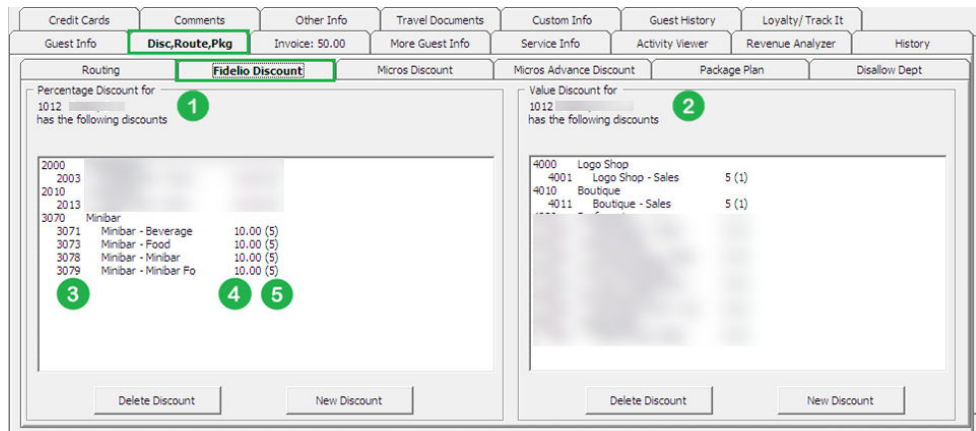 Credit Cards Comments Other Info Travel Documents Custom Info Guest History Loyalty/ Track It
Guest Info Disc,Route,Pkg Invoice: 50.00 More Guest Info Service Info Activity Viewer Revenue Analyzer History
Routing Fidelio Discount Micros Discount Micros Advance Discount Package Plan Disallow Dept
Percentage Discount for
1012
has the following discounts
1
2000
2003
2010
2013
3070 Minibar
3071 Minibar - Beverage 10.00 (5)
3073 Minibar - Food 10.00 (5)
3078 Minibar - Minibar 10.00 (5)
3079 Minibar - Minibar Fo 10.00 (5)
3 4 5
Delete Discount New Discount
Value Discount for
1012
has the following discounts
2
4000 Logo Shop
4001 Logo Shop - Sales 5 (1)
4010 Boutique
4011 Boutique - Sales 5 (1)
Delete Discount New Discount